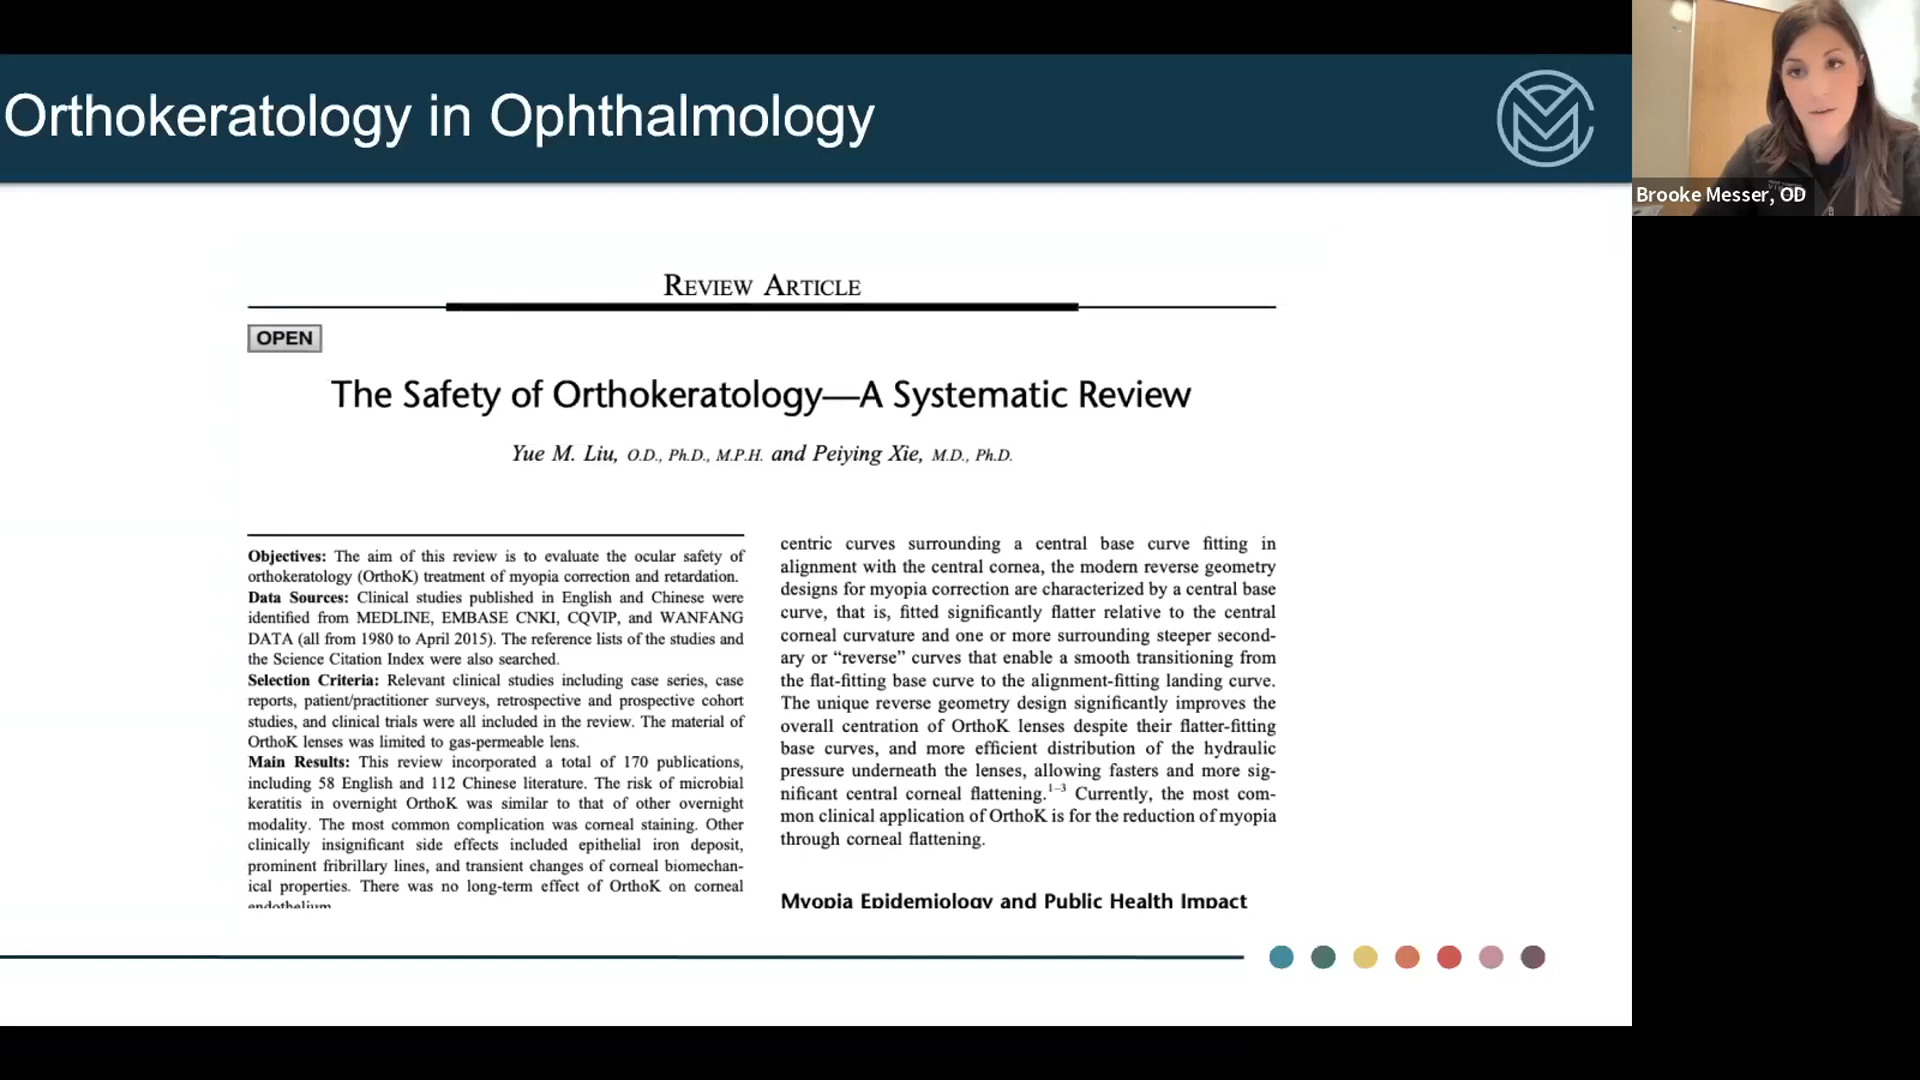 Orthokeratology in Ophthalmology
Brooke Messer, OD
REVIEW ARTICLE
OPEN
The Safety of Orthokeratology—A Systematic Review
Yue M. Liu, O.D., Ph.D., M.P.H. and Peiying Xie, M.D., Ph.D.
Objectives: The aim of this review is to evaluate the ocular safety of
orthokeratology (OrthoK) treatment of myopia correction and retardation.
Data Sources: Clinical studies published in English and Chinese were
identified from MEDLINE, EMBASE CNKI, CQVIP, and WANFANG
DATA (all from 1980 to April 2015). The reference lists of the studies and
the Science Citation Index were also searched.
Selection Criteria: Relevant clinical studies including case series, case
reports, patient/practitioner surveys, retrospective and prospective cohort
studies, and clinical trials were all included in the review. The material of
OrthoK lenses was limited to gas-permeable lens.
Main Results: This review incorporated a total of 170 publications,
including 58 English and 112 Chinese literature. The risk of microbial
keratitis in overnight OrthoK was similar to that of other overnight
modality. The most common complication was corneal staining. Other
clinically insignificant side effects included epithelial iron deposit,
prominent fribrillary lines, and transient changes of corneal biomechan-
ical properties. There was no long-term effect of OrthoK on corneal
endothelium.
centric curves surrounding a central base curve fitting in
alignment with the central cornea, the modern reverse geometry
designs for myopia correction are characterized by a central base
curve, that is, fitted significantly flatter relative to the central
corneal curvature and one or more surrounding steeper second-
ary or “reverse” curves that enable a smooth transitioning from
the flat-fitting base curve to the alignment-fitting landing curve.
The unique reverse geometry design significantly improves the
overall centration of OrthoK lenses despite their flatter-fitting
base curves, and more efficient distribution of the hydraulic
pressure underneath the lenses, allowing fasters and more sig-
nificant central corneal flattening.1–3 Currently, the most com-
mon clinical application of OrthoK is for the reduction of myopia
through corneal flattening.
Myopia Epidemiology and Public Health Impact